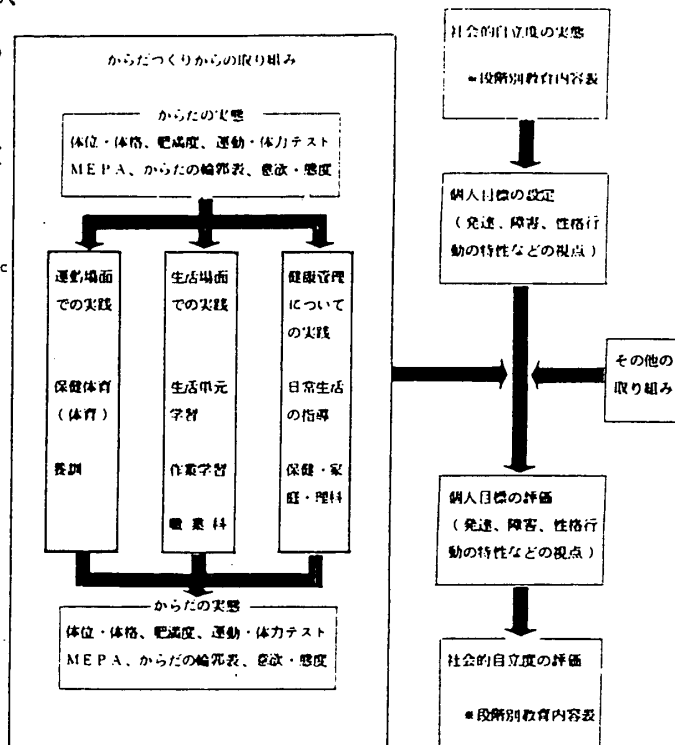 からだつくりからの取り組み
からだの実態
体位・体格、肥満度、運動・体力テスト
MEPA、からだの輪郭表、意欲・態度
運動場面
での実践
保健体育
(体育)
養訓
生活場面
での実践
生活単元
学習
作業学習
職業科
健康管理
について
の実践
日常生活
の指導
保健・家
庭・理科
からだの実態
体位・体格、肥満度、運動・体力テスト
MEPA、からだの輪郭表、意欲・態度
社会的自立度の実態
*段階別教育内容表
個人目標の設定
(発達、障害、性格行
動の特性などの視点)
その他の
取り組み
個人目標の評価
(発達、障害、性格行
動の特性などの視点)
社会的自立度の評価
*段階別教育内容表